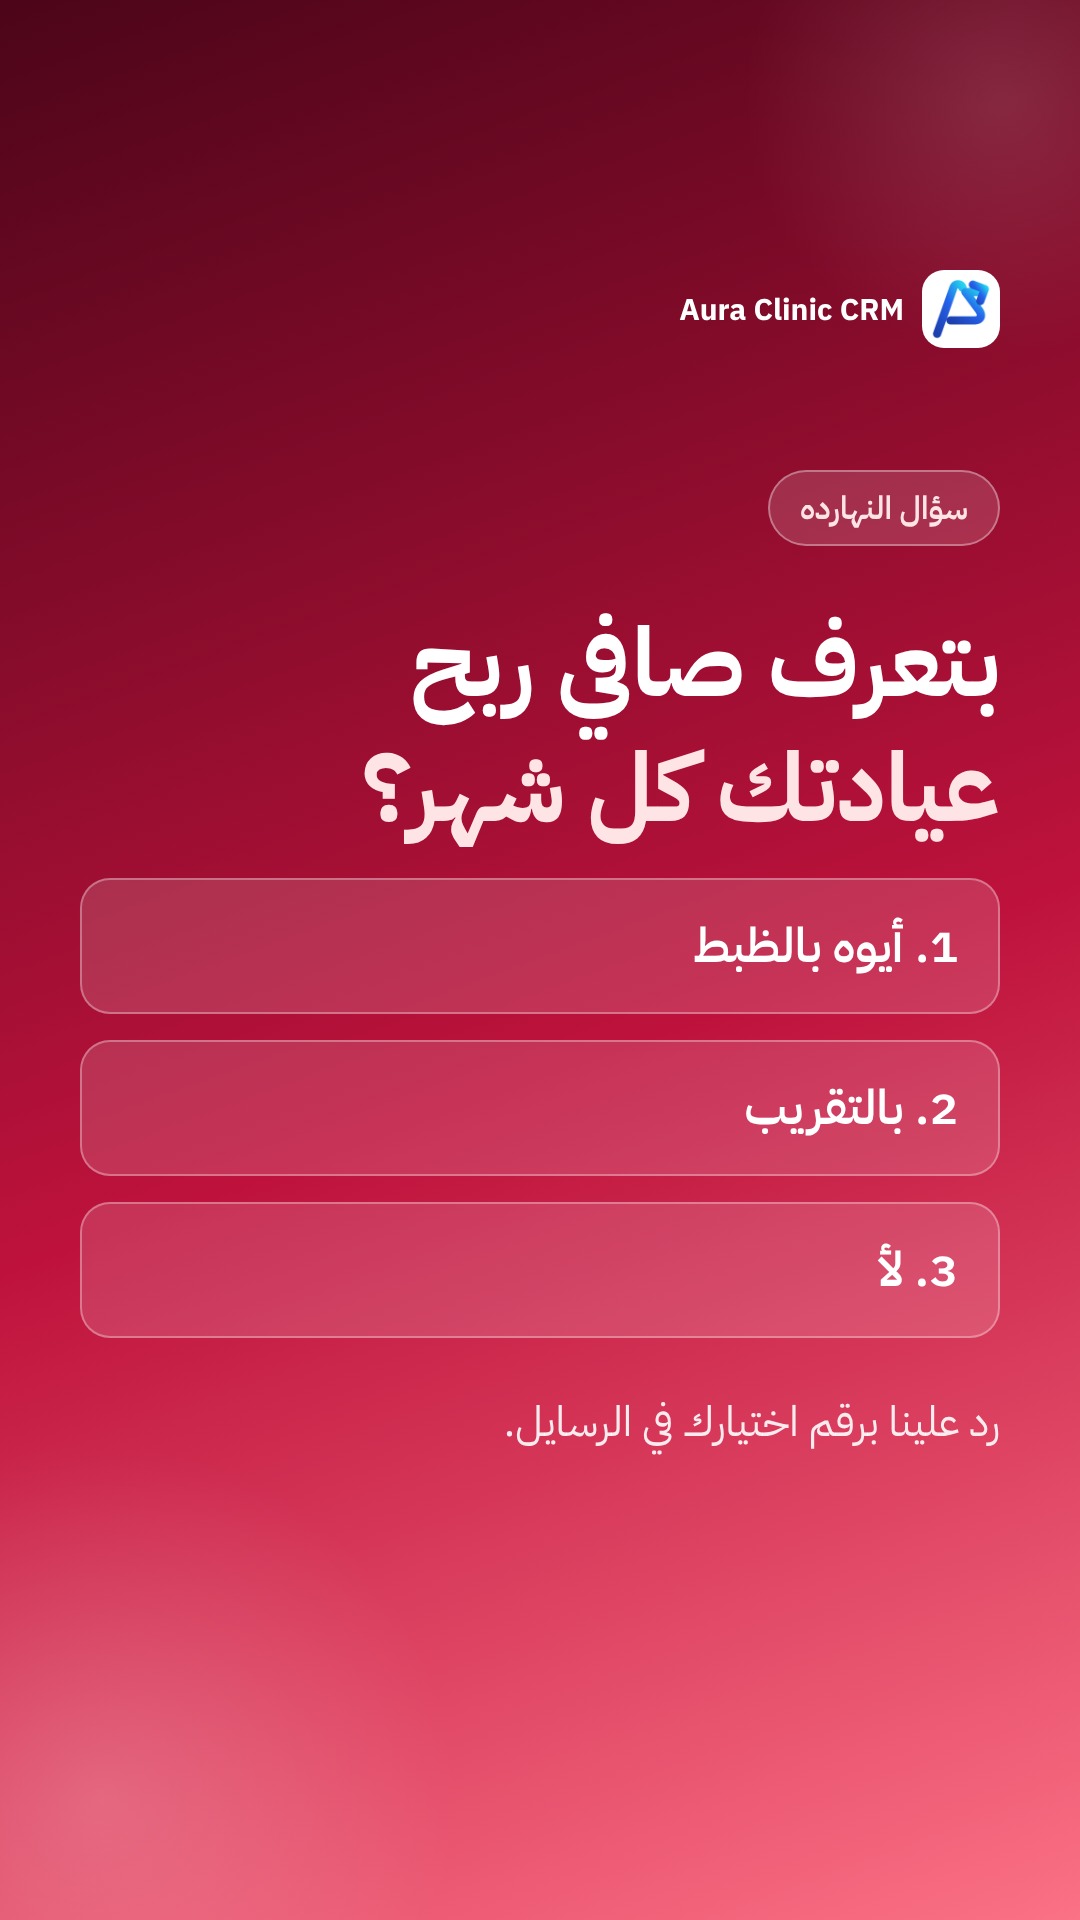 Aura Clinic CRM
سؤال النهارده
بتعرف صافي ربح
عيادتك كل شهر؟
1. أيوه بالظبط
2. بالتقريب
3. لأ
رد علينا برقم اختيارك في الرسايل.